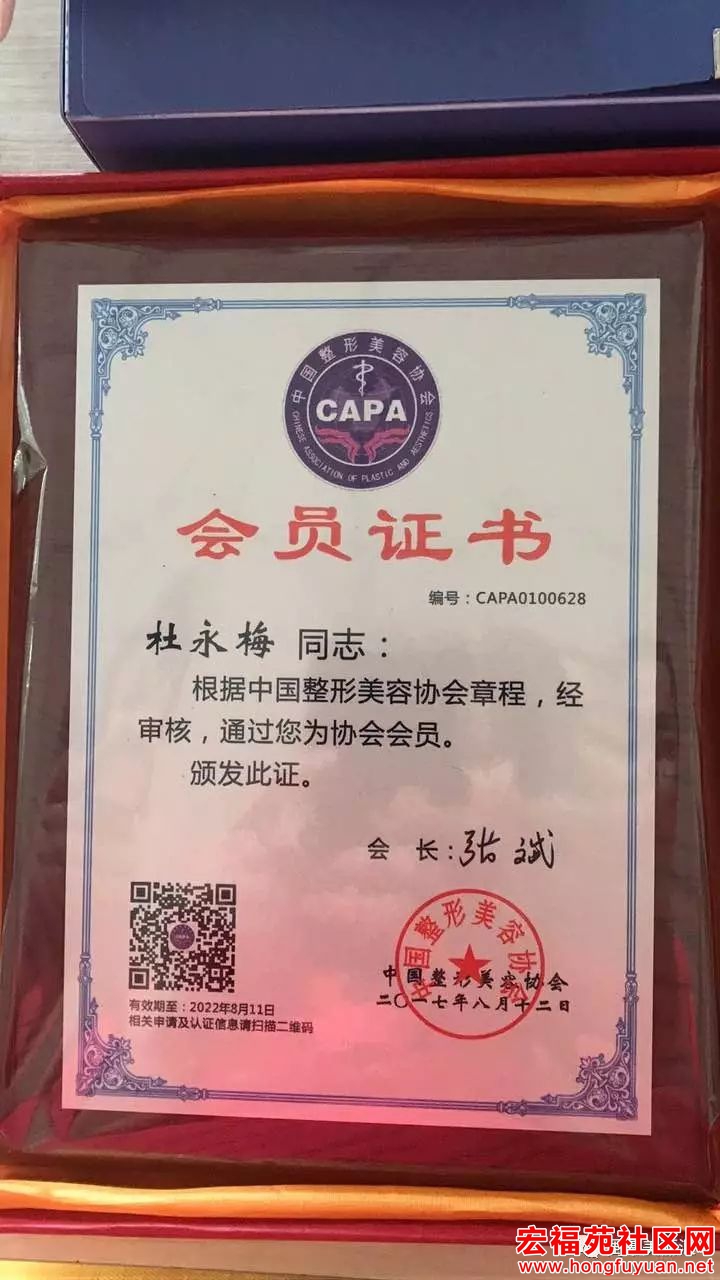 中国整形美容协会
CAPA
CHINESE ASSOCIATION OF PLASTIC AND AESTHETICS
会员证书
编号：CAPA0100628
杜永梅 同志：
根据中国整形美容协会章程，经
审核，通过您为协会会员。
颁发此证。
会 长：张斌
中国整形美容协会
中国整形美容协会
二〇一七年八月十二日
有效期至：2022年8月11日
相关申请及认证信息请扫描二维码
宏福苑社区网
www.hongfuyuan.net